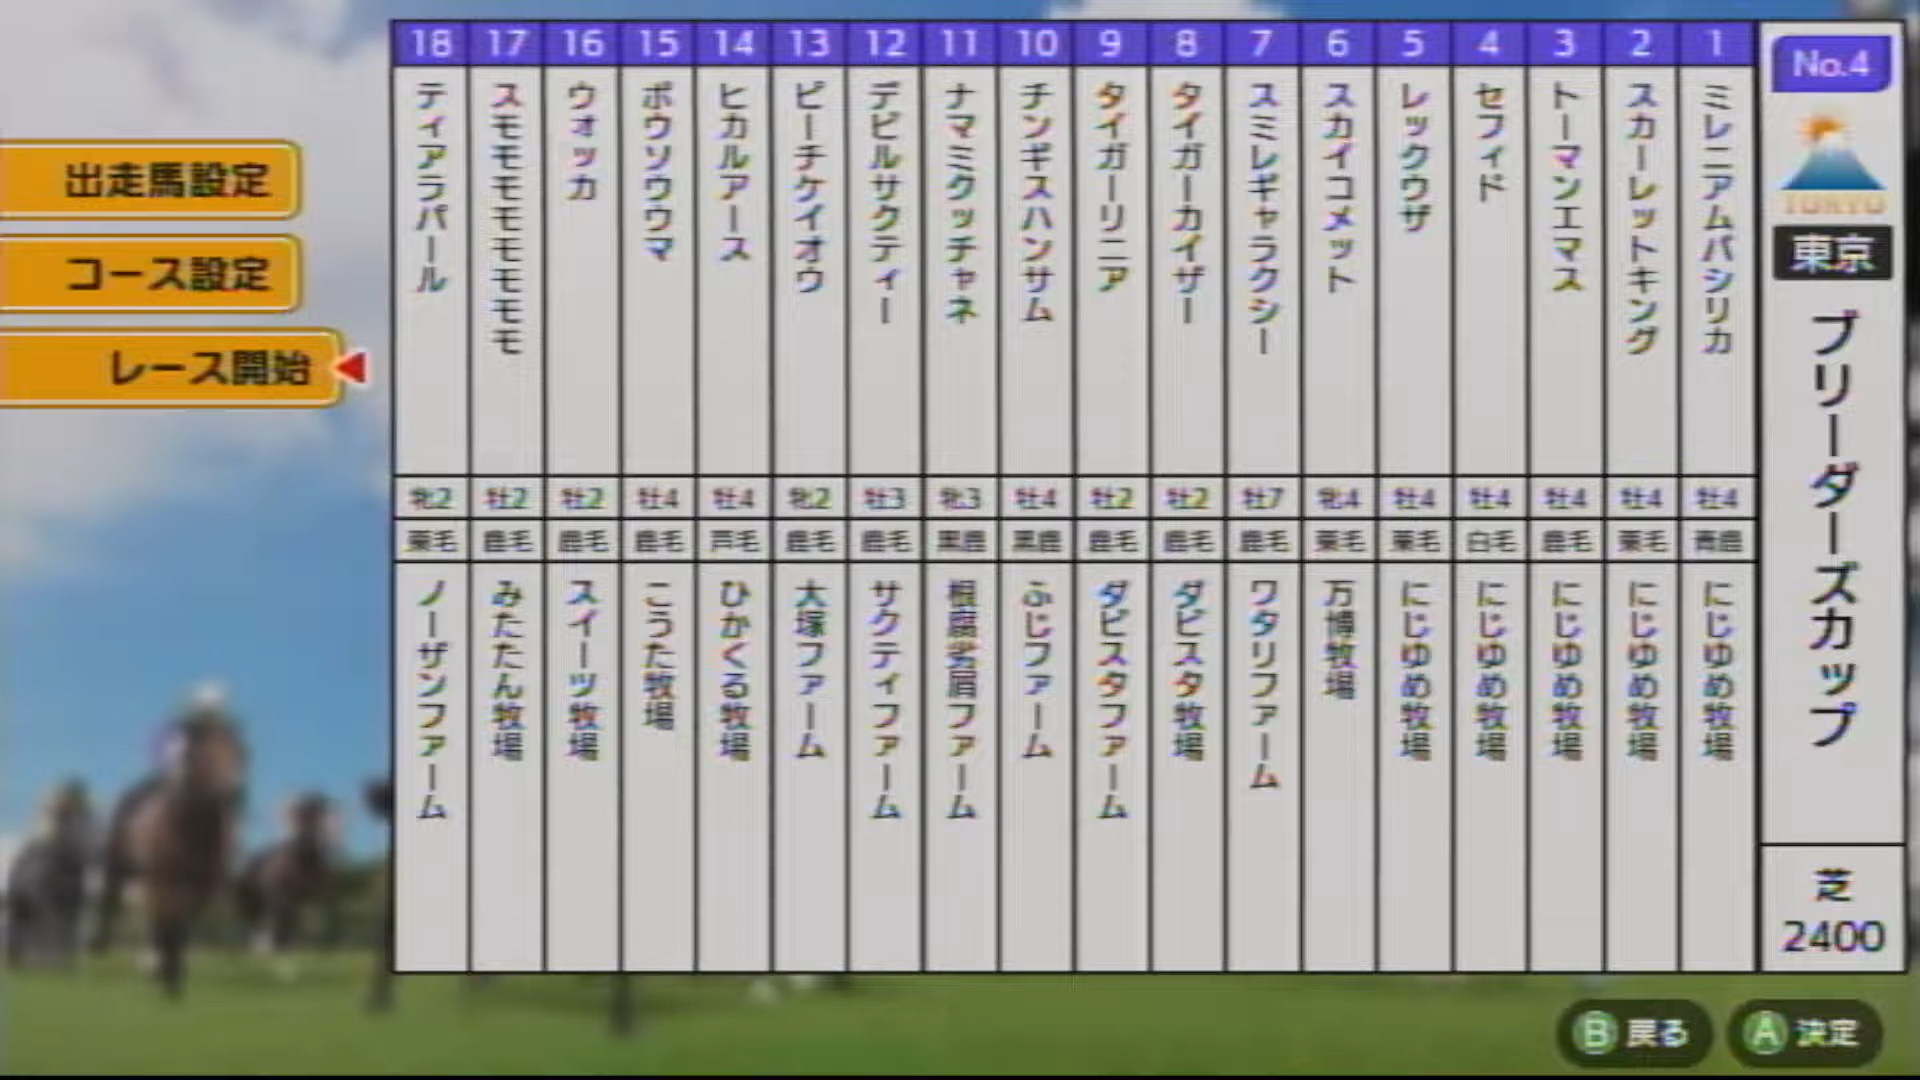 出走馬設定
コース設定
レース開始
No.4
TOKYO
東京
ブリーダーズカップ
芝
2400
1
ミレニアムバシリカ
牡4
青鹿
にじゆめ牧場
2
スカーレットキング
牡4
栗毛
にじゆめ牧場
3
トーマンエマス
牡4
鹿毛
にじゆめ牧場
4
セフィド
牡4
白毛
にじゆめ牧場
5
レックウザ
牡4
栗毛
にじゆめ牧場
6
スカイコメット
牝4
栗毛
万博牧場
7
スミレギャラクシー
牡7
鹿毛
ワタリファーム
8
タイガーカイザー
牡2
鹿毛
ダビスタ牧場
9
タイガーリニア
牡2
鹿毛
ダビスタファーム
10
チンギスハンサム
牡4
黒鹿
ふじファーム
11
ナマミクッチャネ
牝3
黒鹿
根腐劣屑ファーム
12
デビルサクティー
牡3
鹿毛
サクティファーム
13
ピーチケイオウ
牝2
鹿毛
大塚ファーム
14
ヒカルアース
牡4
芦毛
ひかくる牧場
15
ボウソウウマ
牡4
鹿毛
こうた牧場
16
ウオッカ
牡2
鹿毛
スイーツ牧場
17
スモモモモモモモモ
牡2
鹿毛
みたたん牧場
18
ティアラパール
牝2
栗毛
ノーザンファーム
B 戻る
A 決定